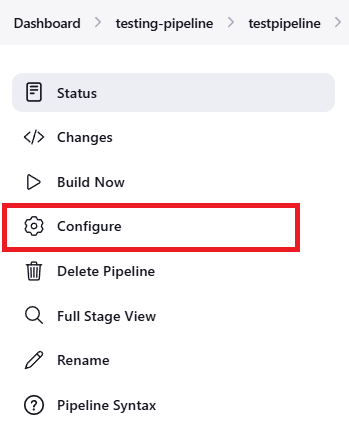 Dashboard > testing-pipeline > testpipeline >
Status
Changes
Build Now
Configure
Delete Pipeline
Full Stage View
Rename
Pipeline Syntax